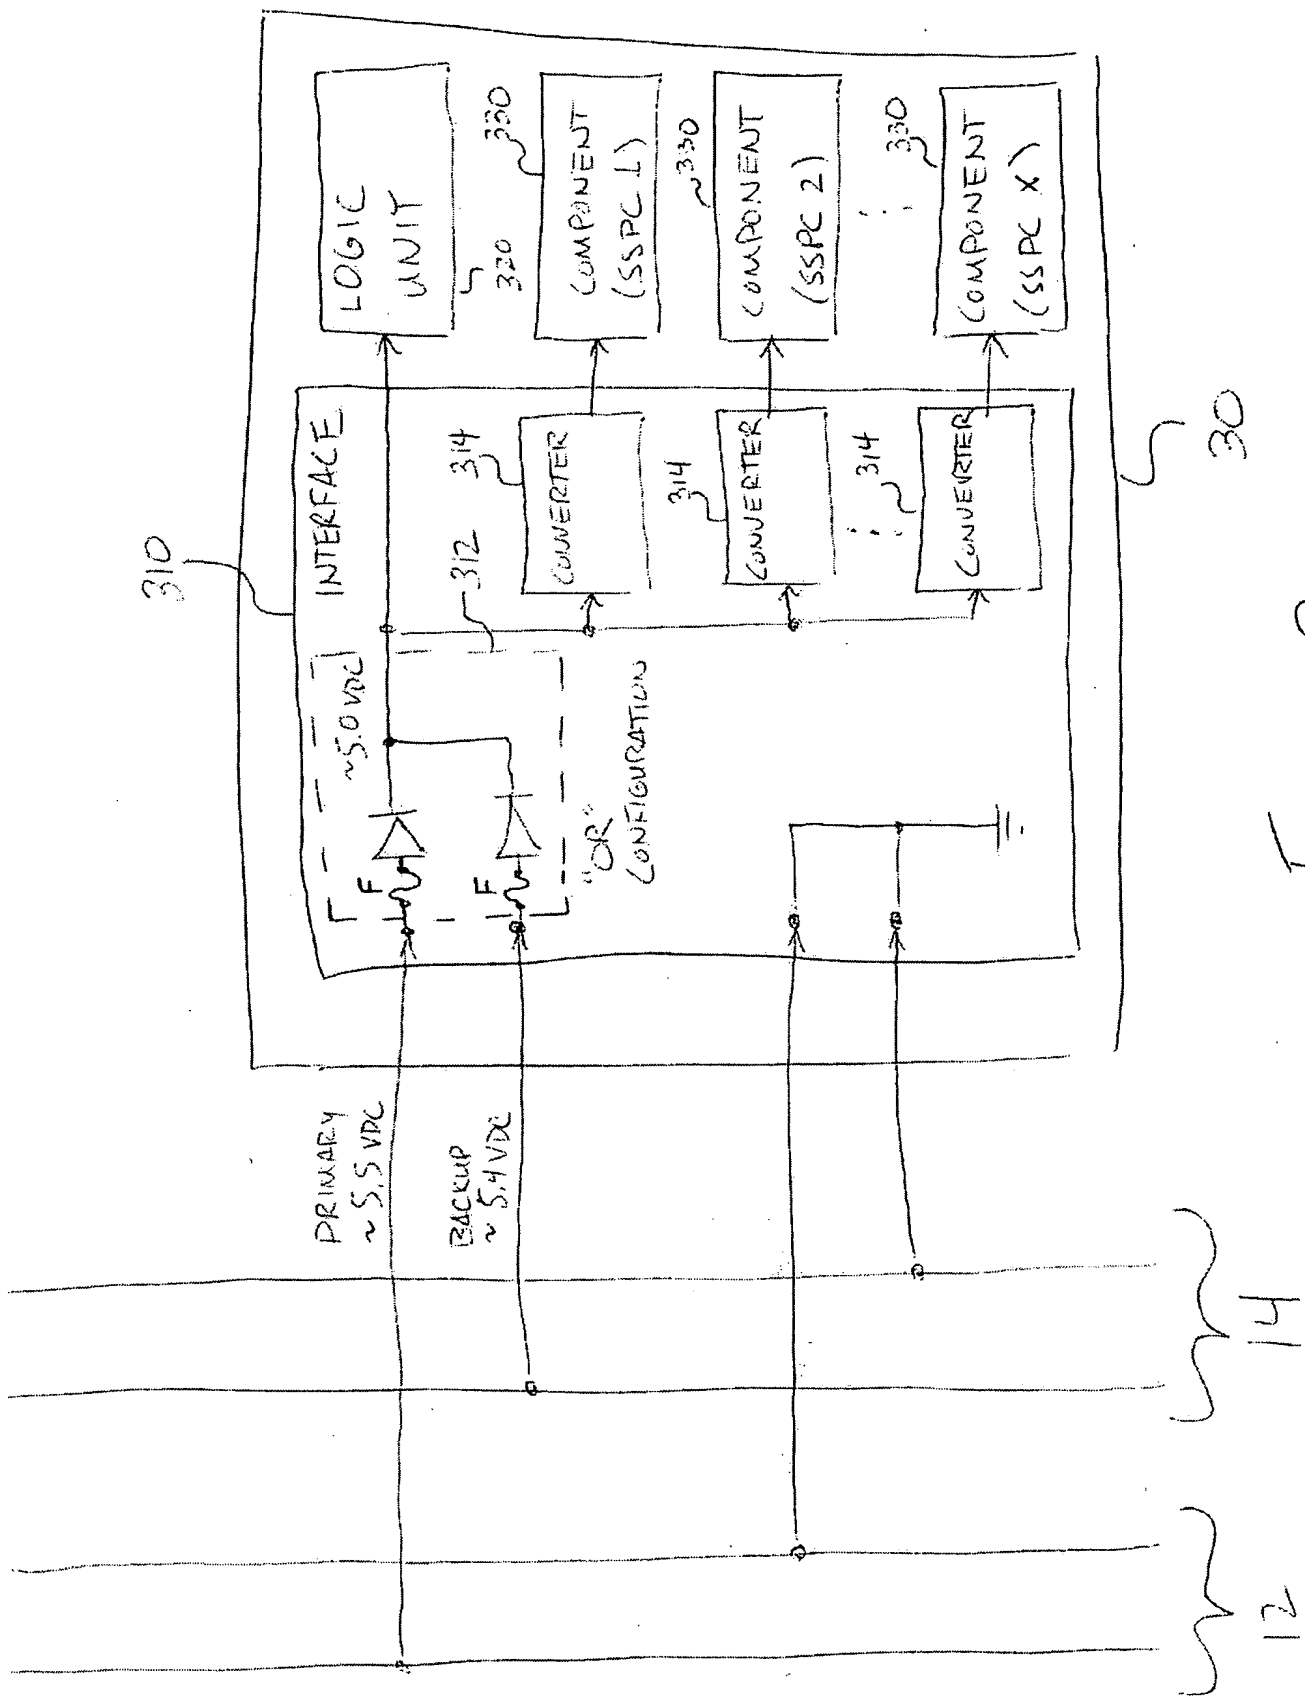 310
INTERFACE
~5.0 VDC
F
F
"OR"
CONFIGURATION
312
LOGIC
UNIT
320
314
CONVERTER
330
COMPONENT
(SSPC 1)
314
CONVERTER
330
COMPONENT
(SSPC 2)
314
CONVERTER
330
COMPONENT
(SSPC X)
PRIMARY
~5.5 VDC
BACKUP
~5.4 VDC
30
12
14